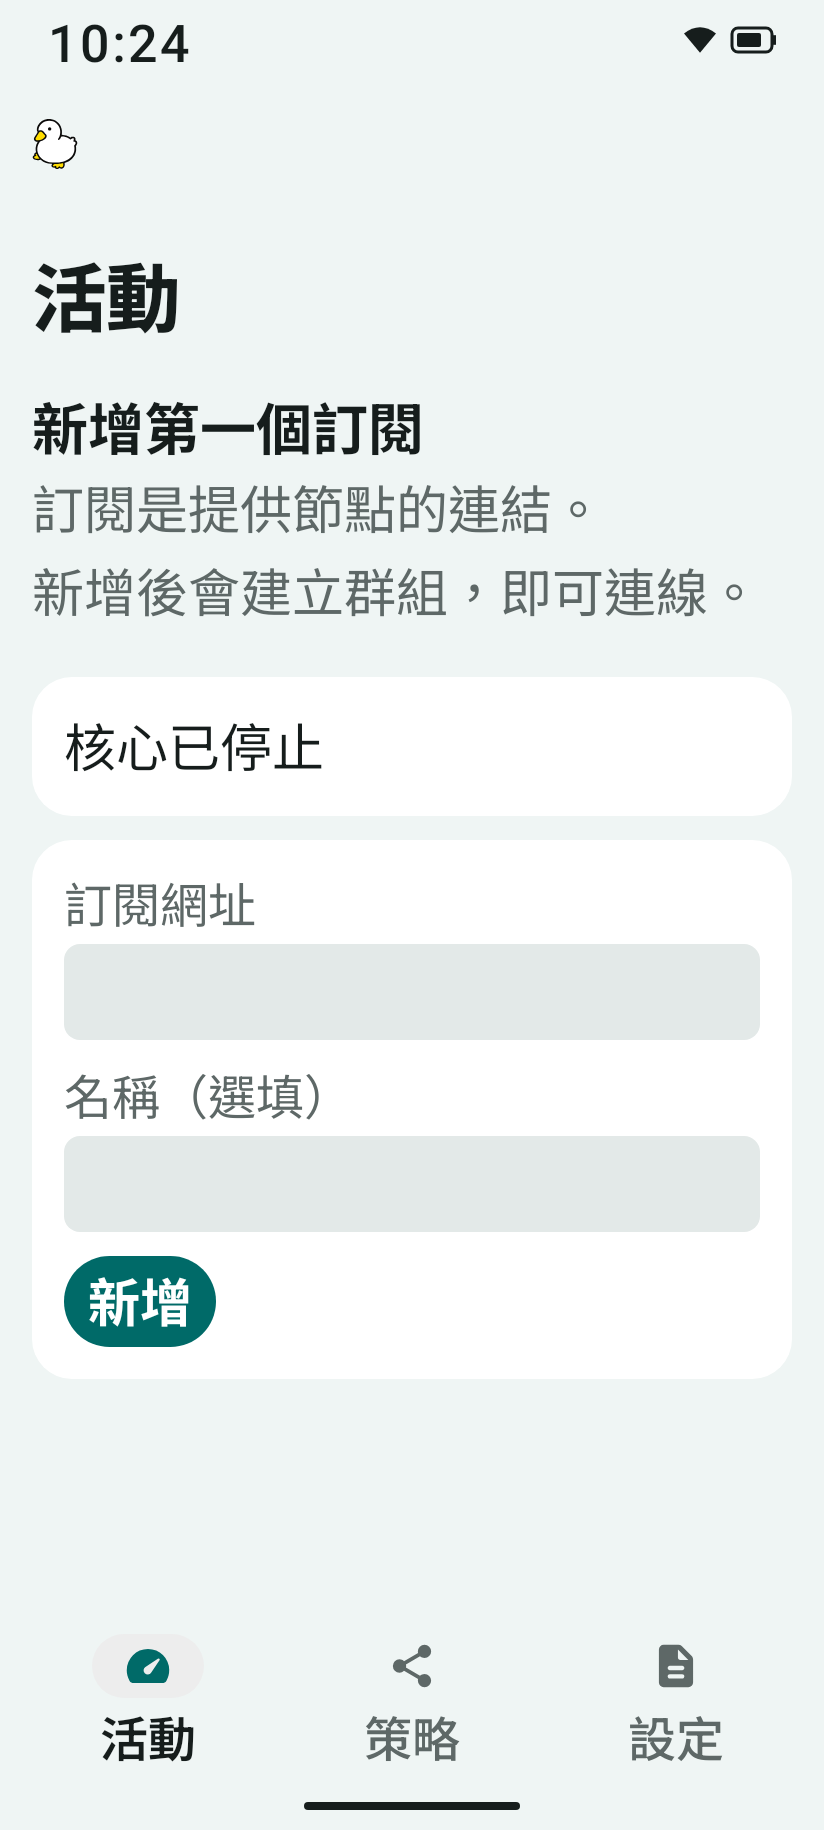 10:24
活動
新增第一個訂閱
訂閱是提供節點的連結。
新增後會建立群組，即可連線。
核心已停止
訂閱網址
名稱（選填）
新增
活動
策略
設定